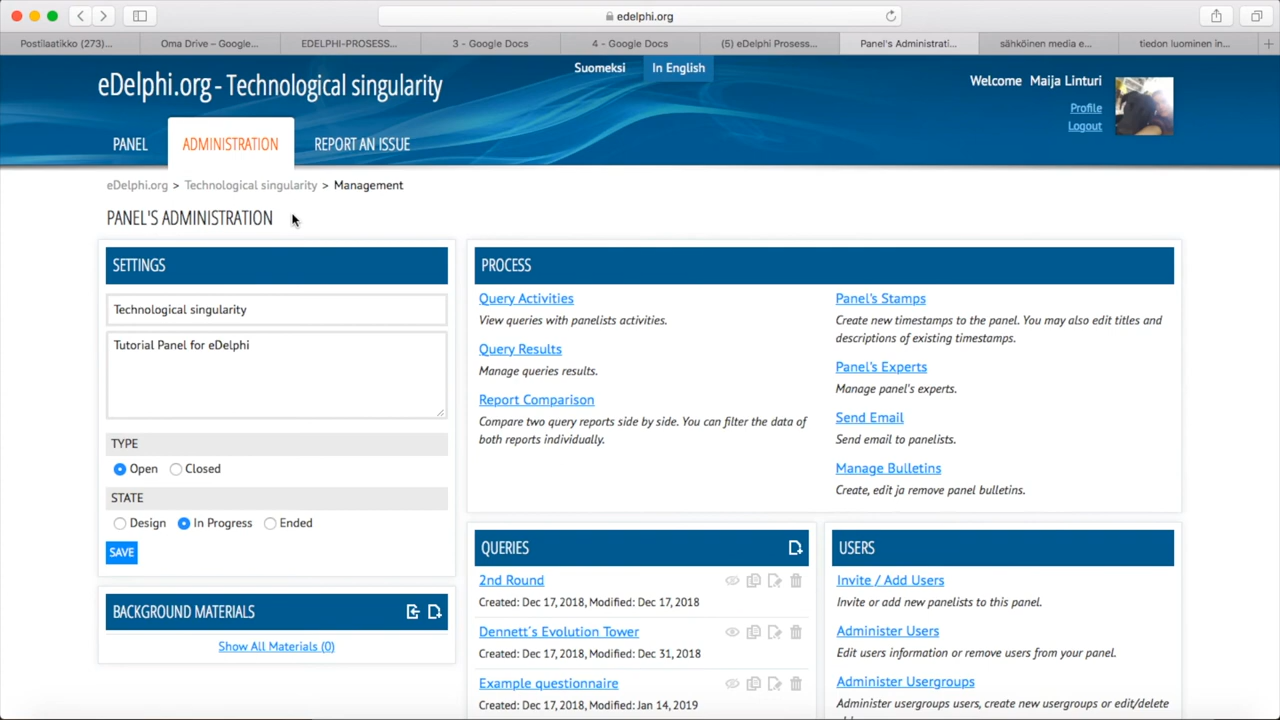 edelphi.org
Postilaatikko (273)...
Oma Drive – Google...
EDELPHI-PROSESS...
3 - Google Docs
4 - Google Docs
(5) eDelphi Prosess...
Panel's Administrati...
sähköinen media e...
tiedon luominen in...
eDelphi.org - Technological singularity
Suomeksi
In English
Welcome Maija Linturi
Profile
Logout
PANEL
ADMINISTRATION
REPORT AN ISSUE
eDelphi.org > Technological singularity > Management
PANEL'S ADMINISTRATION
SETTINGS
Technological singularity
Tutorial Panel for eDelphi
TYPE
Open
Closed
STATE
Design
In Progress
Ended
SAVE
BACKGROUND MATERIALS
Show All Materials (0)
PROCESS
Query Activities
View queries with panelists activities.
Query Results
Manage queries results.
Report Comparison
Compare two query reports side by side. You can filter the data of
both reports individually.
Panel's Stamps
Create new timestamps to the panel. You may also edit titles and
descriptions of existing timestamps.
Panel's Experts
Manage panel's experts.
Send Email
Send email to panelists.
Manage Bulletins
Create, edit ja remove panel bulletins.
QUERIES
2nd Round
Created: Dec 17, 2018, Modified: Dec 17, 2018
Dennett´s Evolution Tower
Created: Dec 17, 2018, Modified: Dec 31, 2018
Example questionnaire
Created: Dec 17, 2018, Modified: Jan 14, 2019
USERS
Invite / Add Users
Invite or add new panelists to this panel.
Administer Users
Edit users information or remove users from your panel.
Administer Usergroups
Administer usergroups users, create new usergroups or edit/delete